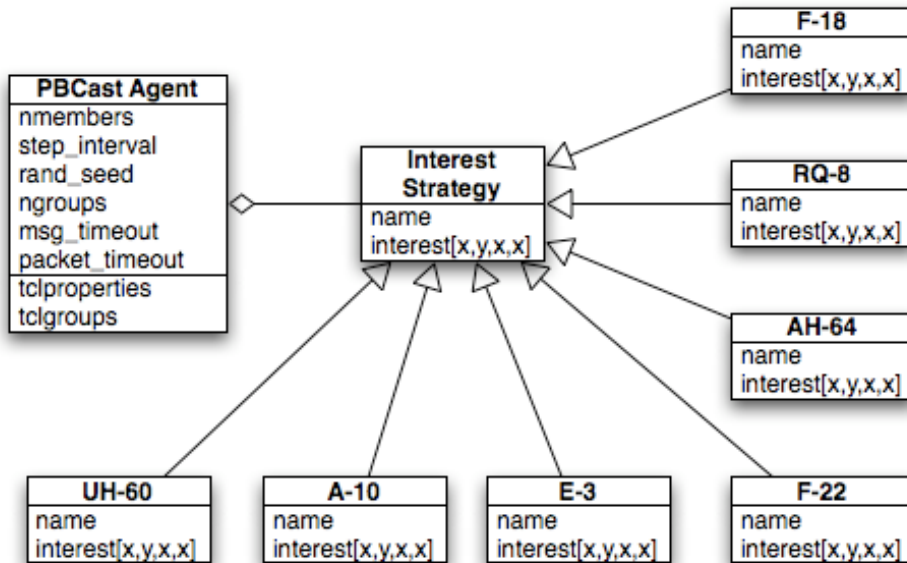 F-18
name
interest[x,y,x,x]
PBCast Agent
nmembers
step_interval
rand_seed
ngroups
msg_timeout
packet_timeout
tclproperties
tclgroups
Interest
Strategy
name
interest[x,y,x,x]
RQ-8
name
interest[x,y,x,x]
AH-64
name
interest[x,y,x,x]
UH-60
name
interest[x,y,x,x]
A-10
name
interest[x,y,x,x]
E-3
name
interest[x,y,x,x]
F-22
name
interest[x,y,x,x]